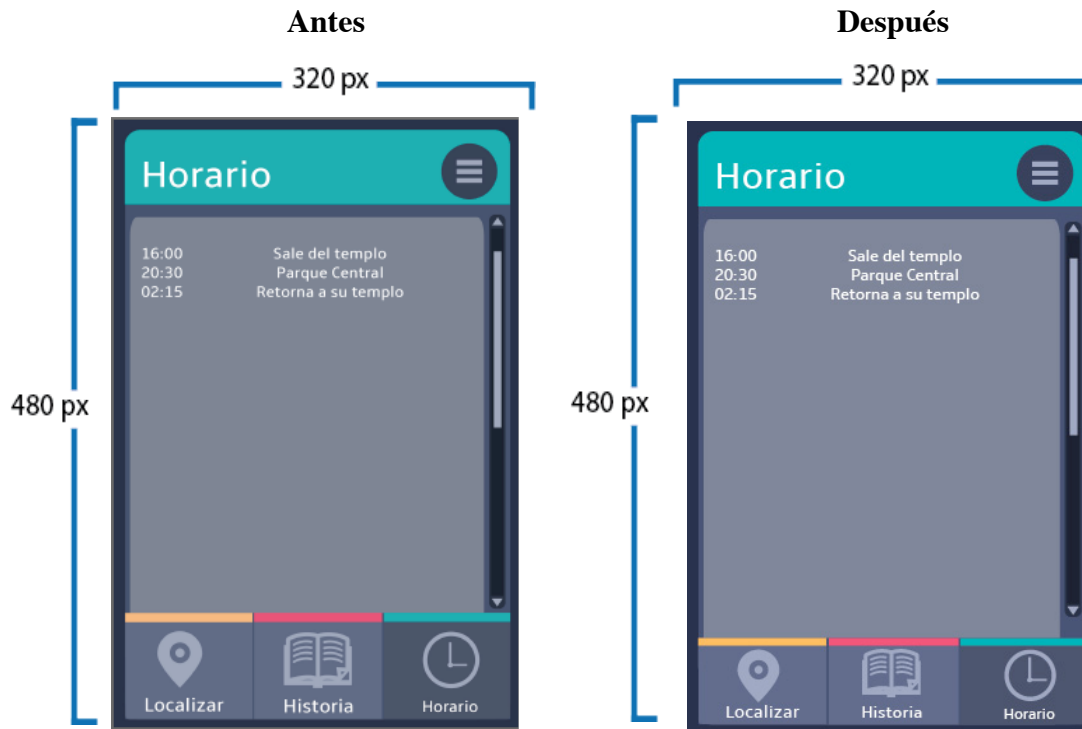 Antes
320 px
480 px
Horario
16:00 Sale del templo
20:30 Parque Central
02:15 Retorna a su templo
Localizar Historia Horario
Después
320 px
480 px
Horario
16:00 Sale del templo
20:30 Parque Central
02:15 Retorna a su templo
Localizar Historia Horario